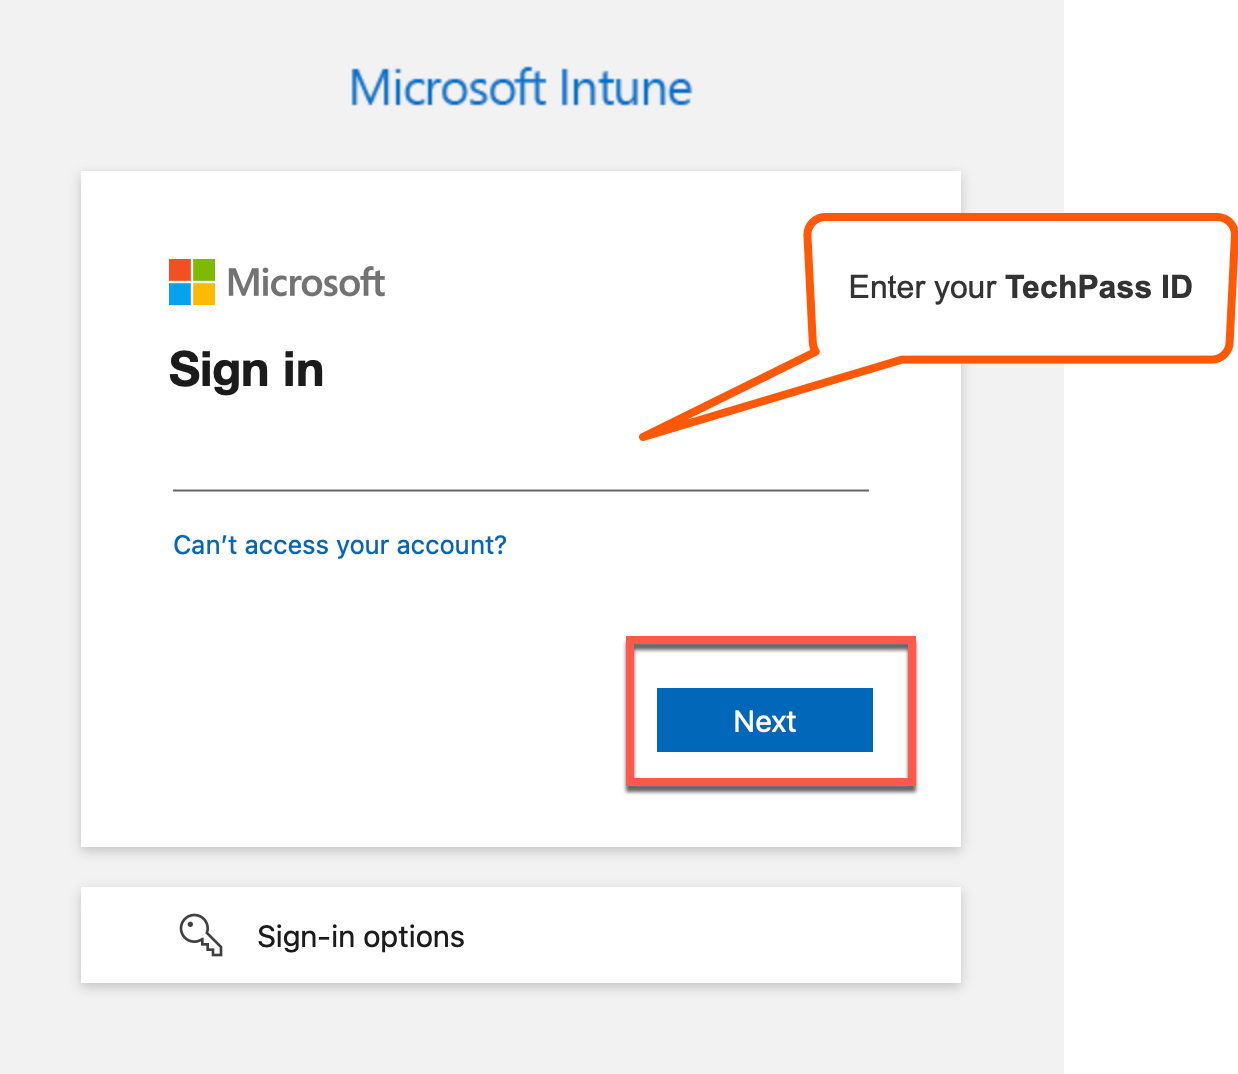 Microsoft Intune
Microsoft
Enter your TechPass ID
Sign in
Can't access your account?
Next
Sign-in options